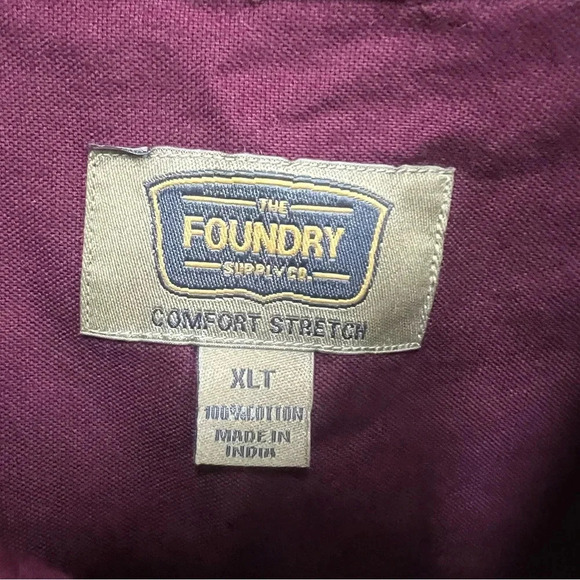 THE
FOUNDRY
SUPPLY CO.
COMFORT STRETCH
XLT
100% COTTON
MADE IN
INDIA